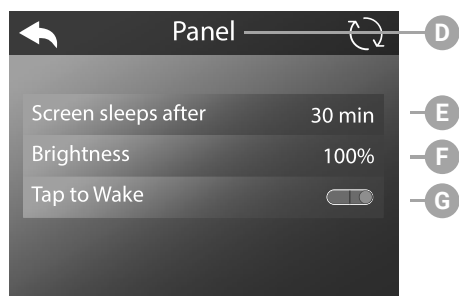 Panel D
Screen sleeps after 30 min E
Brightness 100% F
Tap to Wake G